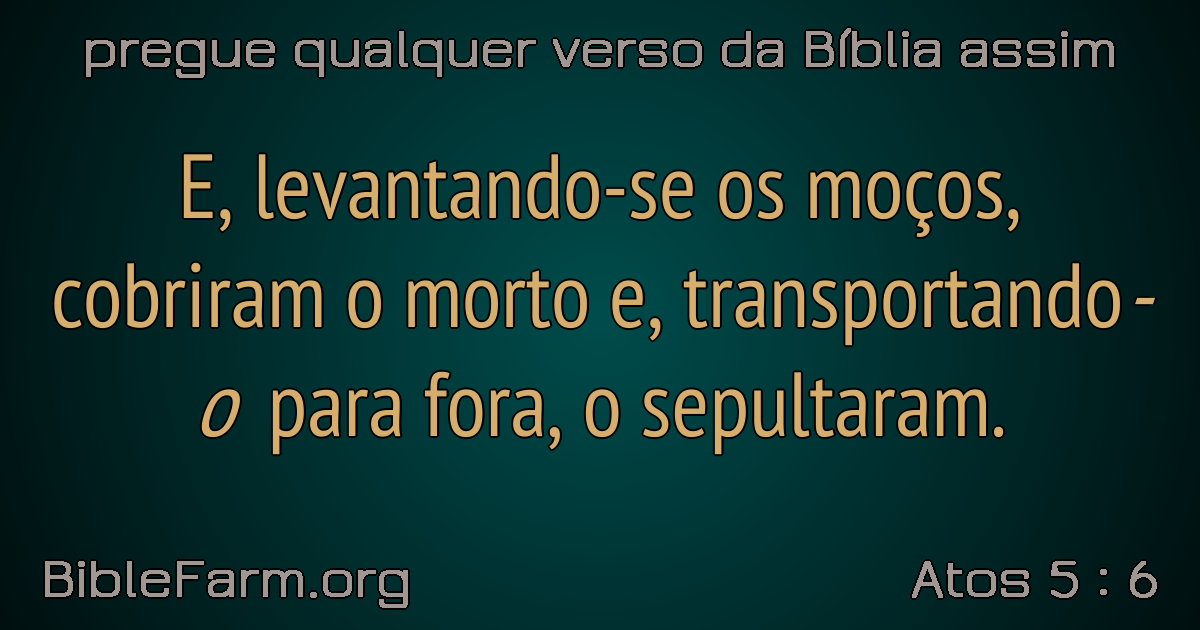 pregue qualquer verso da Bíblia assim
E, levantando-se os moços,
cobriram o morto e, transportando-
o para fora, o sepultaram.
BibleFarm.org
Atos 5 : 6